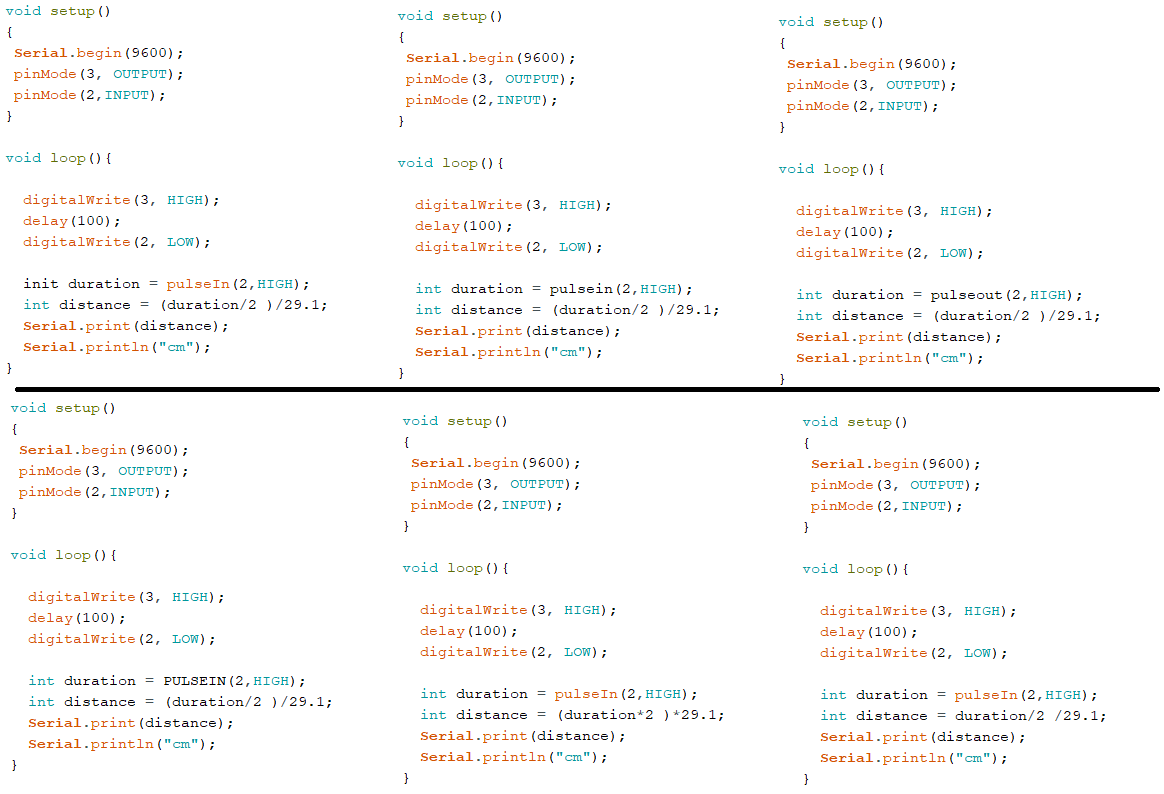 void setup()
{
Serial.begin(9600);
pinMode(3, OUTPUT);
pinMode(2,INPUT);
}
void loop(){
digitalWrite(3, HIGH);
delay(100);
digitalWrite(2, LOW);
init duration = pulseIn(2,HIGH);
int distance = (duration/2 )/29.1;
Serial.print(distance);
Serial.println("cm");
}
void setup()
{
Serial.begin(9600);
pinMode(3, OUTPUT);
pinMode(2,INPUT);
}
void loop(){
digitalWrite(3, HIGH);
delay(100);
digitalWrite(2, LOW);
int duration = pulsein(2,HIGH);
int distance = (duration/2 )/29.1;
Serial.print(distance);
Serial.println("cm");
}
void setup()
{
Serial.begin(9600);
pinMode(3, OUTPUT);
pinMode(2,INPUT);
}
void loop(){
digitalWrite(3, HIGH);
delay(100);
digitalWrite(2, LOW);
int duration = pulseout(2,HIGH);
int distance = (duration/2 )/29.1;
Serial.print(distance);
Serial.println("cm");
}
void setup()
{
Serial.begin(9600);
pinMode(3, OUTPUT);
pinMode(2,INPUT);
}
void loop(){
digitalWrite(3, HIGH);
delay(100);
digitalWrite(2, LOW);
int duration = PULSEIN(2,HIGH);
int distance = (duration/2 )/29.1;
Serial.print(distance);
Serial.println("cm");
}
void setup()
{
Serial.begin(9600);
pinMode(3, OUTPUT);
pinMode(2,INPUT);
}
void loop(){
digitalWrite(3, HIGH);
delay(100);
digitalWrite(2, LOW);
int duration = pulseIn(2,HIGH);
int distance = (duration*2 )*29.1;
Serial.print(distance);
Serial.println("cm");
}
void setup()
{
Serial.begin(9600);
pinMode(3, OUTPUT);
pinMode(2,INPUT);
}
void loop(){
digitalWrite(3, HIGH);
delay(100);
digitalWrite(2, LOW);
int duration = pulseIn(2,HIGH);
int distance = duration/2 /29.1;
Serial.print(distance);
Serial.println("cm");
}